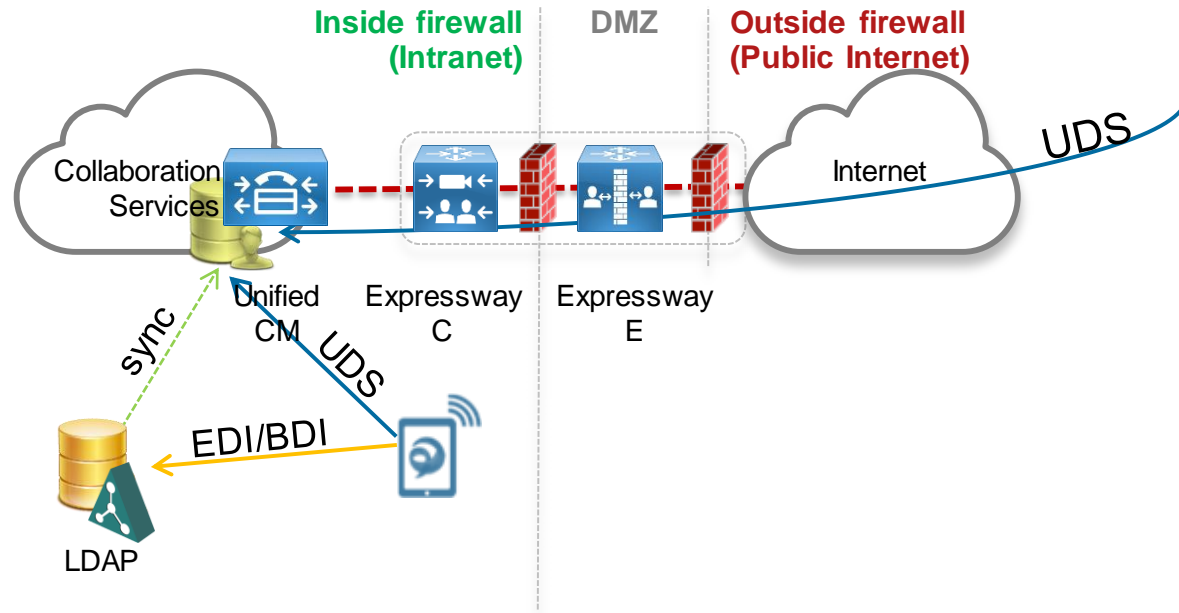 Inside firewall
(Intranet)
DMZ
Outside firewall
(Public Internet)
UDS
Collaboration
Services
Internet
Unified
CM
Expressway
C
Expressway
E
sync
UDS
EDI/BDI
LDAP